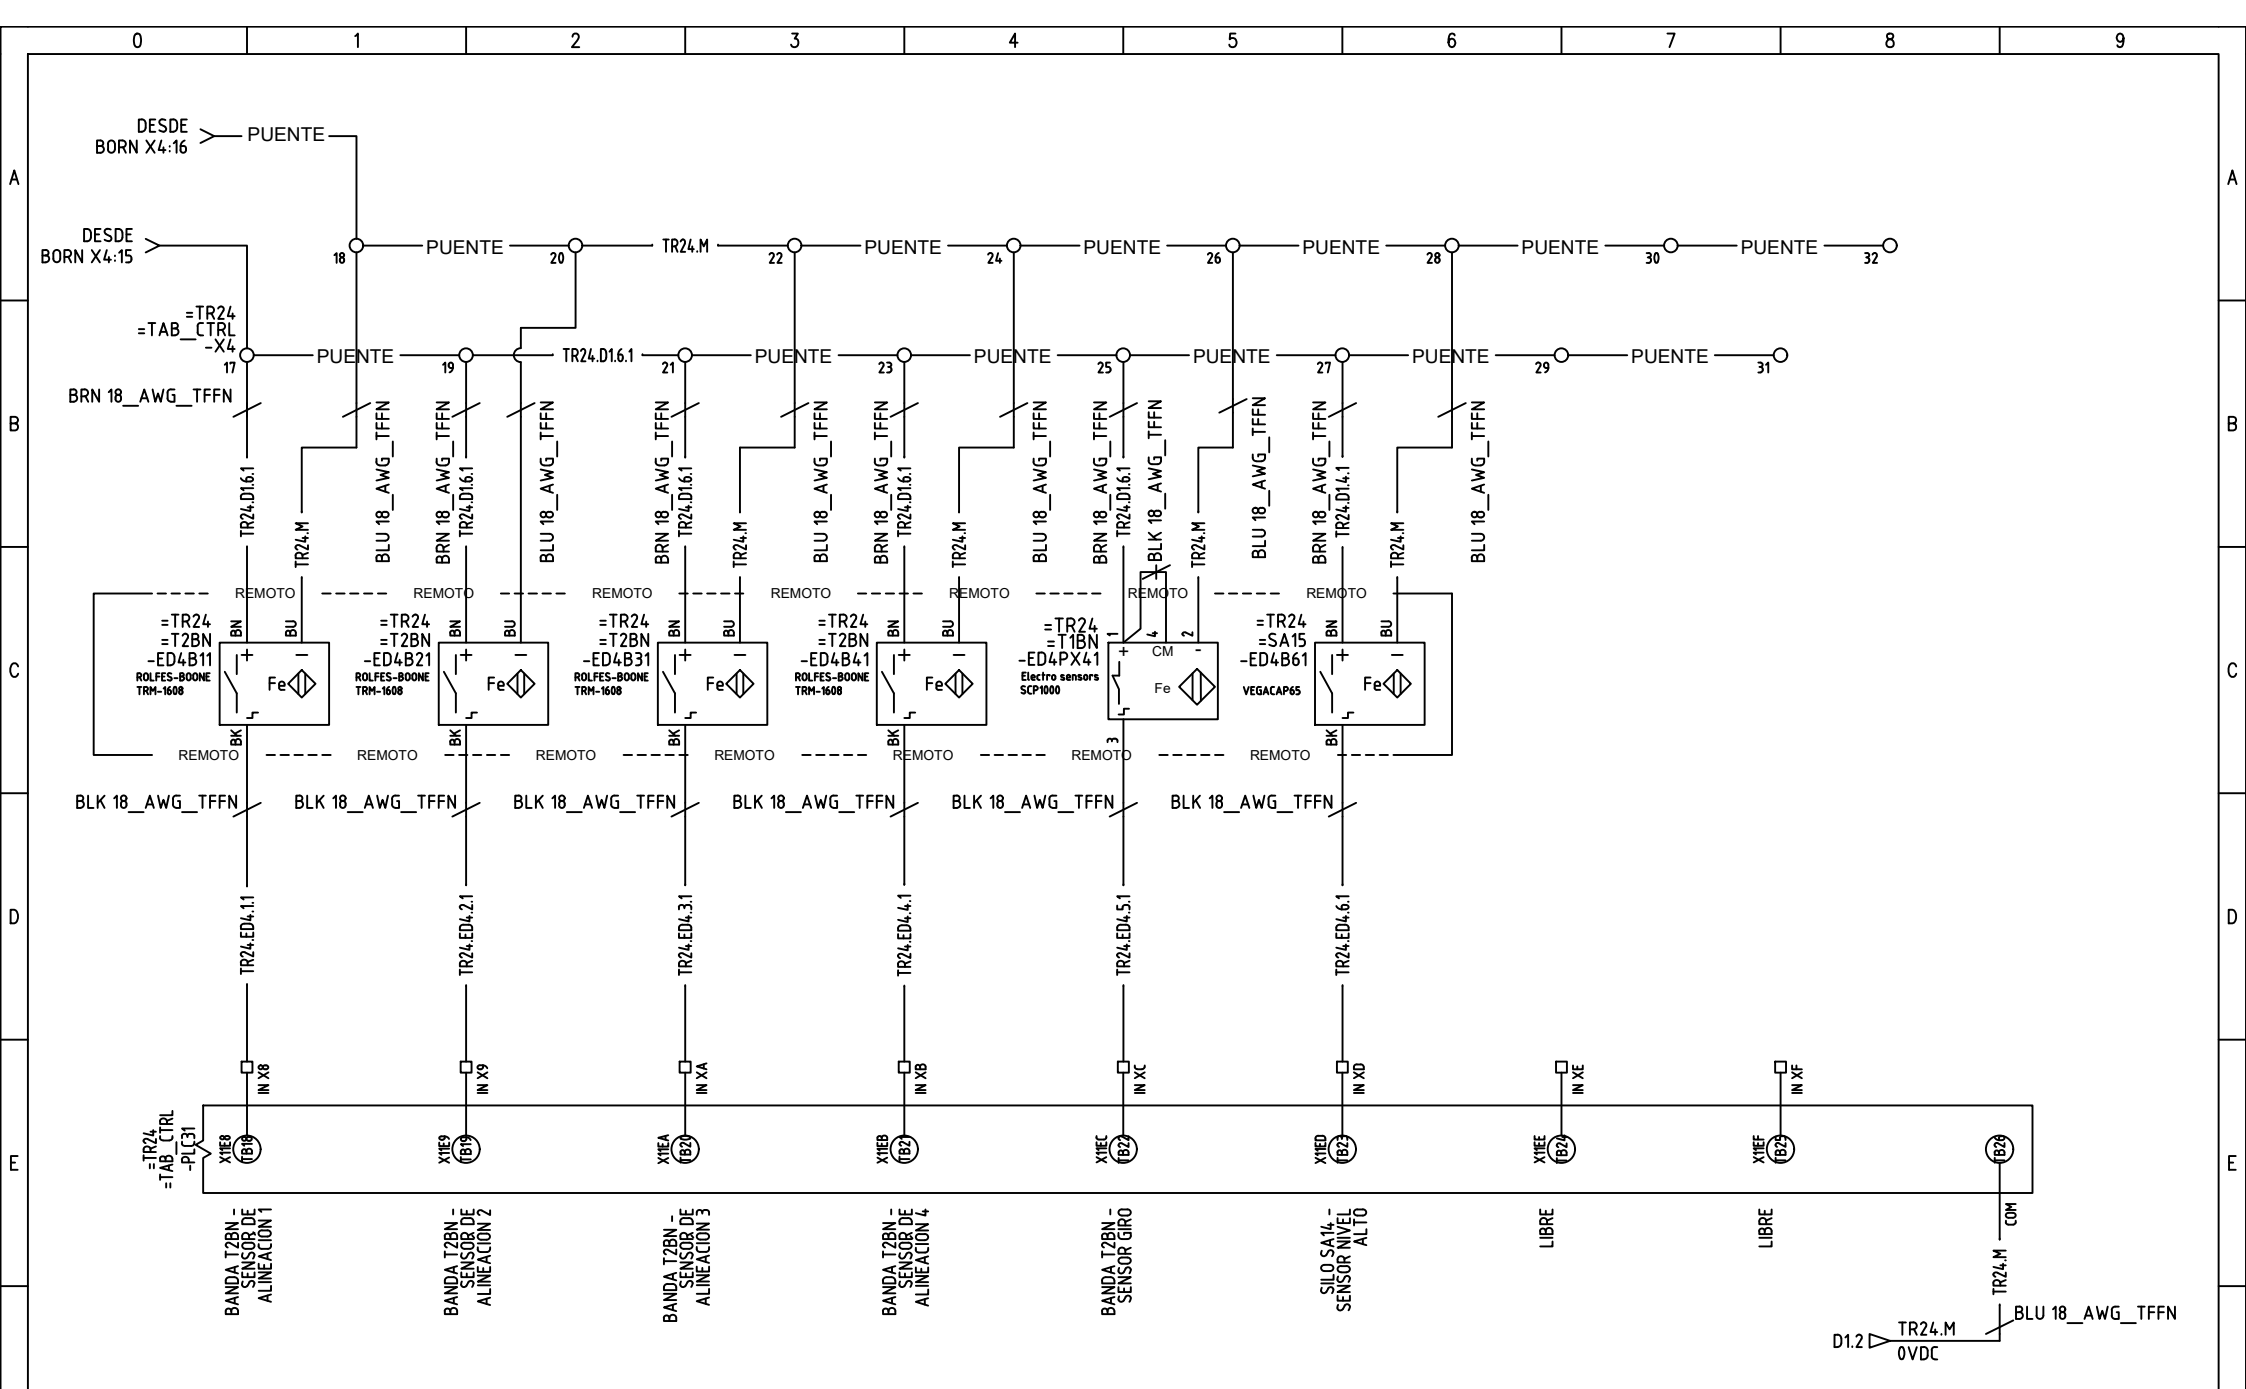 0 1 2 3 4 5 6 7 8 9
DESDE
BORN X4:16
PUENTE
A A
DESDE
BORN X4:15
18 PUENTE 20 TR24.M 22 PUENTE 24 PUENTE 26 PUENTE 28 PUENTE 30 PUENTE 32
=TR24
=TAB_CTRL
-X4
17 PUENTE 19 TR24.D1.6.1 21 PUENTE 23 PUENTE 25 PUENTE 27 PUENTE 29 PUENTE 31
B B
BRN 18_AWG_TFFN
BLU 18_AWG_TFFN
BRN 18_AWG_TFFN
BLU 18_AWG_TFFN
BRN 18_AWG_TFFN
BLU 18_AWG_TFFN
BRN 18_AWG_TFFN
BLU 18_AWG_TFFN
BRN 18_AWG_TFFN
BLK 18_AWG_TFFN
BLU 18_AWG_TFFN
BRN 18_AWG_TFFN
BLU 18_AWG_TFFN
TR24.D1.6.1
TR24.M
TR24.D1.6.1
TR24.D1.6.1
TR24.M
TR24.D1.6.1
TR24.M
TR24.D1.6.1
TR24.M
TR24.D1.4.1
TR24.M
REMOTO REMOTO REMOTO REMOTO REMOTO REMOTO REMOTO
C C
=TR24
=T2BN
-ED4B11
ROLFES-BOONE
TRM-1608
BN BU
+ −
Fe
BK
=TR24
=T2BN
-ED4B21
ROLFES-BOONE
TRM-1608
BN BU
+ −
Fe
BK
=TR24
=T2BN
-ED4B31
ROLFES-BOONE
TRM-1608
BN BU
+ −
Fe
BK
=TR24
=T2BN
-ED4B41
ROLFES-BOONE
TRM-1608
BN BU
+ −
Fe
BK
=TR24
=T1BN
-ED4PX41
Electro sensors
SCP1000
1 4 2
+ CM -
Fe
3
=TR24
=SA15
-ED4B61
VEGACAP65
BN BU
+ −
Fe
BK
REMOTO REMOTO REMOTO REMOTO REMOTO REMOTO REMOTO
BLK 18_AWG_TFFN BLK 18_AWG_TFFN BLK 18_AWG_TFFN BLK 18_AWG_TFFN BLK 18_AWG_TFFN BLK 18_AWG_TFFN
D D
TR24.ED4.1.1
TR24.ED4.2.1
TR24.ED4.3.1
TR24.ED4.4.1
TR24.ED4.5.1
TR24.ED4.6.1
IN X8
IN X9
IN XA
IN XB
IN XC
IN XD
IN XE
IN XF
E E
=TR24
=TAB_CTRL
-PLC31
X11E8 TB18
X11E9 TB19
X11EA TB20
X11EB TB21
X11EC TB22
X11ED TB23
X11EE TB24
X11EF TB25
TB26
BANDA T2BN -
SENSOR DE
ALINEACION 1
BANDA T2BN -
SENSOR DE
ALINEACION 2
BANDA T2BN -
SENSOR DE
ALINEACION 3
BANDA T2BN -
SENSOR DE
ALINEACION 4
BANDA T2BN -
SENSOR GIRO
SILO SA14 -
SENSOR NIVEL
ALTO
LIBRE
LIBRE
COM
TR24.M
BLU 18_AWG_TFFN
D1.2
TR24.M
0VDC